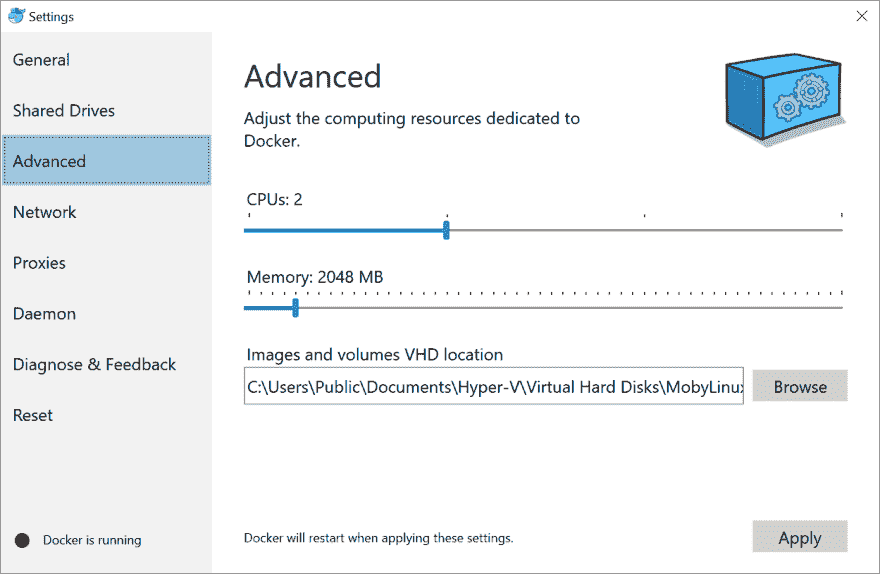 Settings
General
Shared Drives
Advanced
Network
Proxies
Daemon
Diagnose & Feedback
Reset
Docker is running
Advanced
Adjust the computing resources dedicated to
Docker.
CPUs: 2
Memory: 2048 MB
Images and volumes VHD location
C:\Users\Public\Documents\Hyper-V\Virtual Hard Disks\MobyLinux
Browse
Docker will restart when applying these settings.
Apply